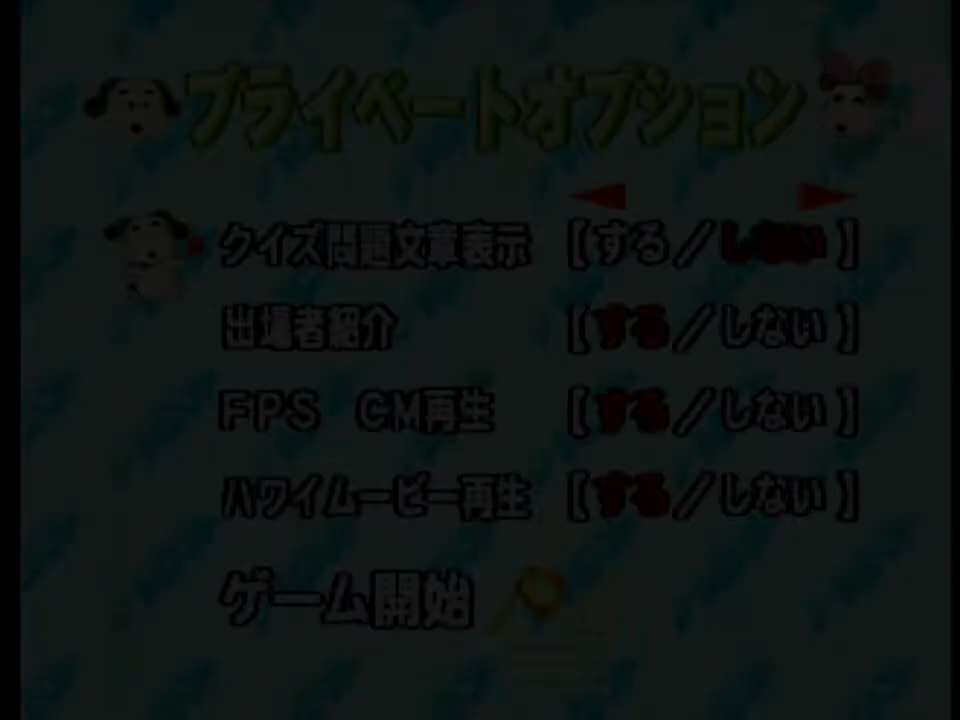 プライベートオプション
クイズ問題文章表示 【する／しない】
出場者紹介 【する／しない】
FPS CM再生 【する／しない】
ハワイムービー再生 【する／しない】
ゲーム開始